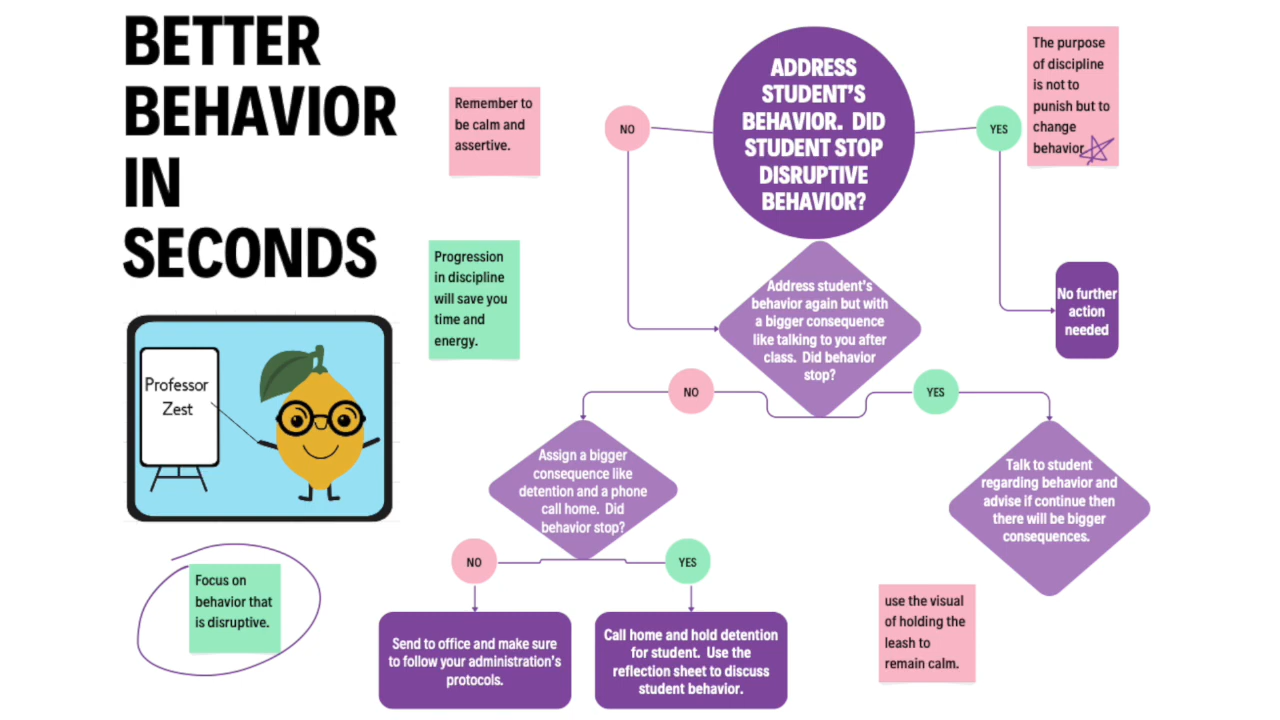 BETTER
BEHAVIOR
IN
SECONDS
Professor
Zest
Focus on
behavior that
is disruptive.
Remember to
be calm and
assertive.
Progression
in discipline
will save you
time and
energy.
ADDRESS
STUDENT'S
BEHAVIOR. DID
STUDENT STOP
DISRUPTIVE
BEHAVIOR?
NO
YES
The purpose
of discipline
is not to
punish but to
change
behavior
Address student's
behavior again but with
a bigger consequence
like talking to you after
class. Did behavior
stop?
No further
action
needed
NO
YES
Assign a bigger
consequence like
detention and a phone
call home. Did
behavior stop?
Talk to student
regarding behavior and
advise if continue then
there will be bigger
consequences.
NO
YES
Send to office and make sure
to follow your administration's
protocols.
Call home and hold detention
for student. Use the
reflection sheet to discuss
student behavior.
use the visual
of holding the
leash to
remain calm.